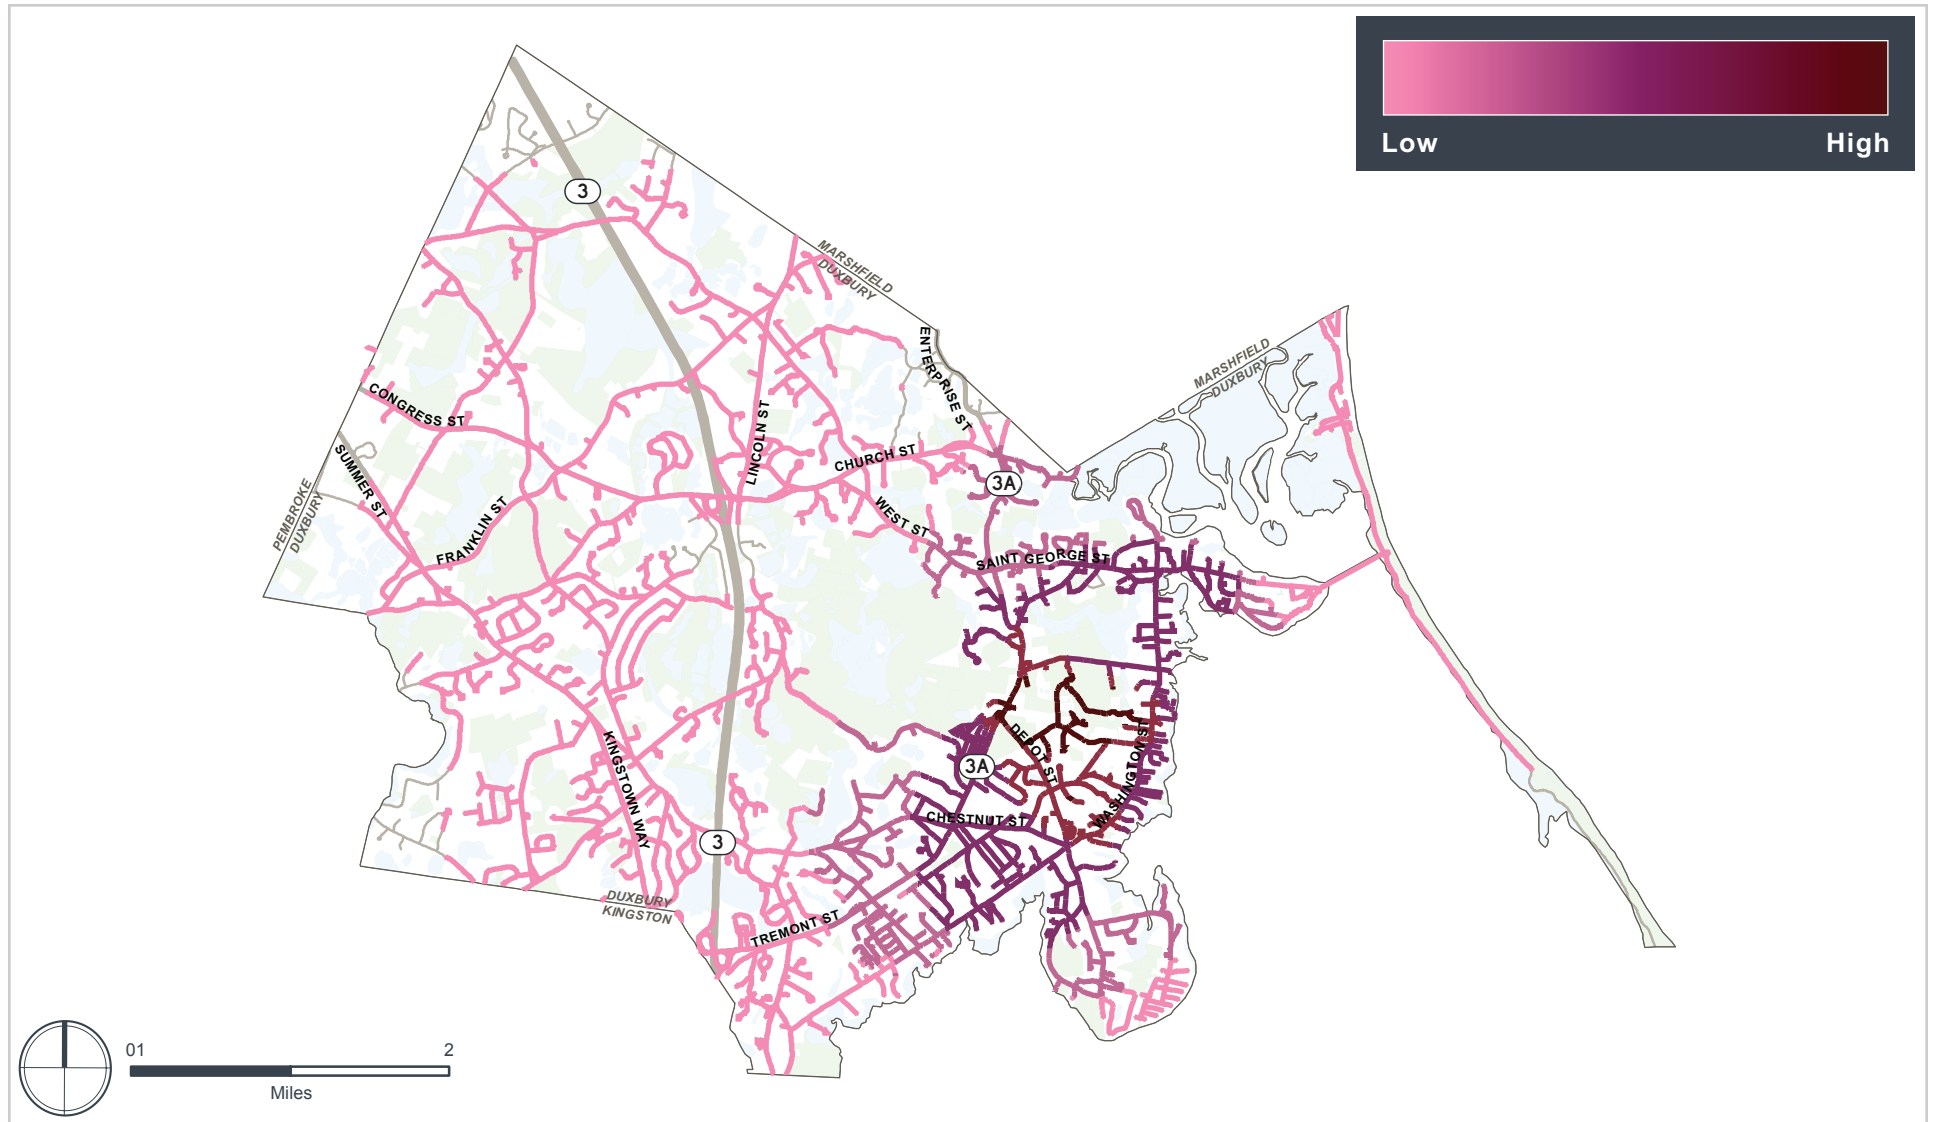 Low
High
3
MARSHFIELD
DUXBURY
ENTERPRISE ST
MARSHFIELD
DUXBURY
CONGRESS ST
LINCOLN ST
CHURCH ST
SUMMER ST
3A
PEMBROKE
DUXBURY
FRANKLIN ST
WEST ST
SAINT GEORGE ST
KINGSTOWN WAY
DEPOT ST
WASHINGTON ST
3A
CHESTNUT ST
3
DUXBURY
KINGSTON
TREMONT ST
01 2
Miles